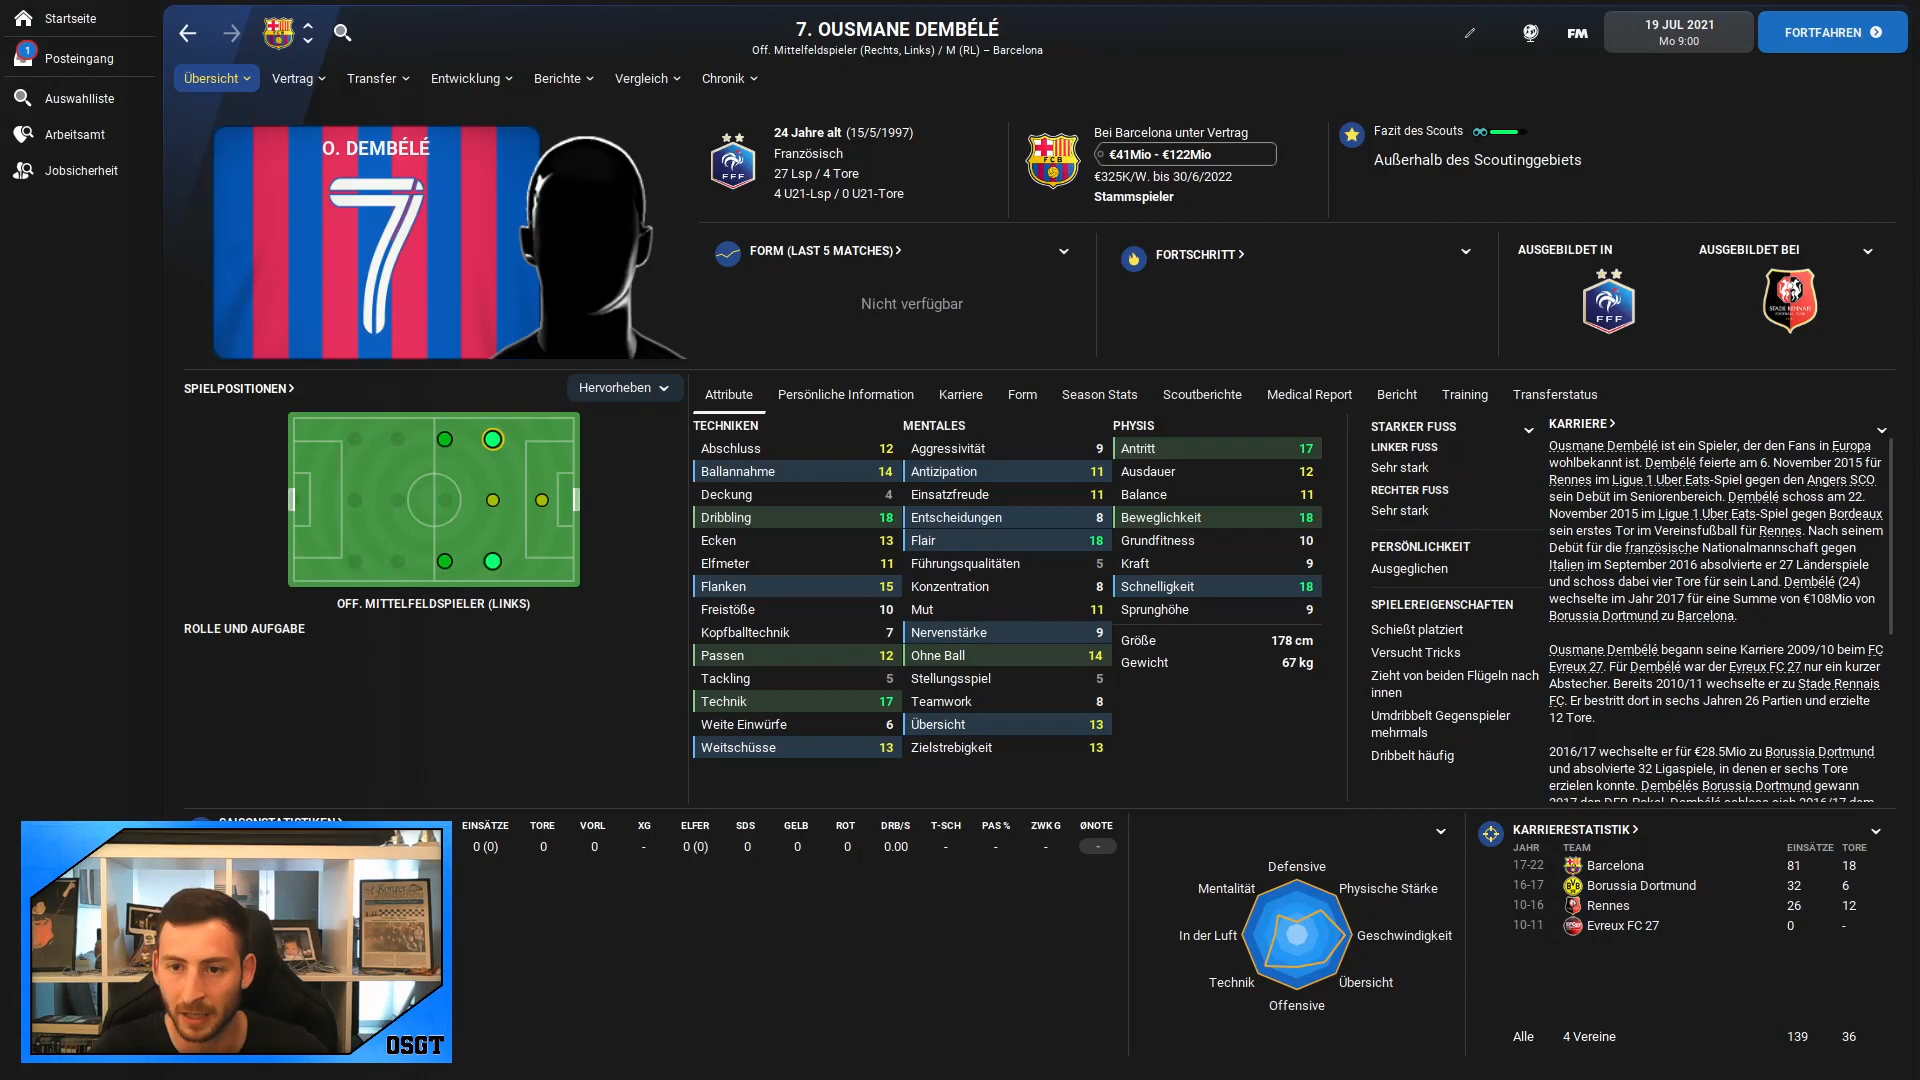 Startseite
1
Posteingang
Auswahlliste
Arbeitsamt
Jobsicherheit
7. OUSMANE DEMBÉLÉ
Off. Mittelfeldspieler (Rechts, Links) / M (RL) – Barcelona
FM
19 JUL 2021
Mo 9:00
FORTFAHREN
Übersicht
Vertrag
Transfer
Entwicklung
Berichte
Vergleich
Chronik
O. DEMBÉLÉ
7
24 Jahre alt (15/5/1997)
Französisch
27 Lsp / 4 Tore
4 U21-Lsp / 0 U21-Tore
FFF
FCB
Bei Barcelona unter Vertrag
€41Mio - €122Mio
€325K/W. bis 30/6/2022
Stammspieler
Fazit des Scouts
Außerhalb des Scoutinggebiets
FORM (LAST 5 MATCHES)
Nicht verfügbar
FORTSCHRITT
AUSGEBILDET IN
FFF
AUSGEBILDET BEI
STADE RENNAIS
SPIELPOSITIONEN
Hervorheben
OFF. MITTELFELDSPIELER (LINKS)
ROLLE UND AUFGABE
Attribute
Persönliche Information
Karriere
Form
Season Stats
Scoutberichte
Medical Report
Bericht
Training
Transferstatus
TECHNIKEN
Abschluss 12
Ballannahme 14
Deckung 4
Dribbling 18
Ecken 13
Elfmeter 11
Flanken 15
Freistöße 10
Kopfballtechnik 7
Passen 12
Tackling 5
Technik 17
Weite Einwürfe 6
Weitschüsse 13
MENTALES
Aggressivität 9
Antizipation 11
Einsatzfreude 11
Entscheidungen 8
Flair 18
Führungsqualitäten 5
Konzentration 8
Mut 11
Nervenstärke 9
Ohne Ball 14
Stellungsspiel 5
Teamwork 8
Übersicht 13
Zielstrebigkeit 13
PHYSIS
Antritt 17
Ausdauer 12
Balance 11
Beweglichkeit 18
Grundfitness 10
Kraft 9
Schnelligkeit 18
Sprunghöhe 9
Größe 178 cm
Gewicht 67 kg
STARKER FUSS
LINKER FUSS
Sehr stark
RECHTER FUSS
Sehr stark
PERSÖNLICHKEIT
Ausgeglichen
SPIELEREIGENSCHAFTEN
Schießt platziert
Versucht Tricks
Zieht von beiden Flügeln nach
innen
Umdribbelt Gegenspieler
mehrmals
Dribbelt häufig
KARRIERE
Ousmane Dembélé ist ein Spieler, der den Fans in Europa
wohlbekannt ist. Dembélé feierte am 6. November 2015 für
Rennes im Ligue 1 Uber Eats-Spiel gegen den Angers SCO
sein Debüt im Seniorenbereich. Dembélé schoss am 22.
November 2015 im Ligue 1 Uber Eats-Spiel gegen Bordeaux
sein erstes Tor im Vereinsfußball für Rennes. Nach seinem
Debüt für die französische Nationalmannschaft gegen
Italien im September 2016 absolvierte er 27 Länderspiele
und schoss dabei vier Tore für sein Land. Dembélé (24)
wechselte im Jahr 2017 für eine Summe von €108Mio von
Borussia Dortmund zu Barcelona.
Ousmane Dembélé begann seine Karriere 2009/10 beim FC
Evreux 27. Für Dembélé war der Evreux FC 27 nur ein kurzer
Abstecher. Bereits 2010/11 wechselte er zu Stade Rennais
FC. Er bestritt dort in sechs Jahren 26 Partien und erzielte
12 Tore.
2016/17 wechselte er für €28.5Mio zu Borussia Dortmund
und absolvierte 32 Ligaspiele, in denen er sechs Tore
erzielen konnte. Dembélés Borussia Dortmund gewann
2017 den DFB-Pokal. Dembélé schloss sich 2016/17 dem
SAISONSTATISTIKEN
EINSÄTZE TORE VORL XG ELFER SDS GELB ROT DRB/S T-SCH PAS % ZWK G ØNOTE
0 (0) 0 0 - 0 (0) 0 0 0 0.00 - - - -
Defensive
Mentalität
Physische Stärke
In der Luft
Geschwindigkeit
Technik
Übersicht
Offensive
KARRIERESTATISTIK
JAHR TEAM EINSÄTZE TORE
17-22 Barcelona 81 18
16-17 Borussia Dortmund 32 6
10-16 Rennes 26 12
10-11 Evreux FC 27 0 -
Alle 4 Vereine 139 36
OSGT